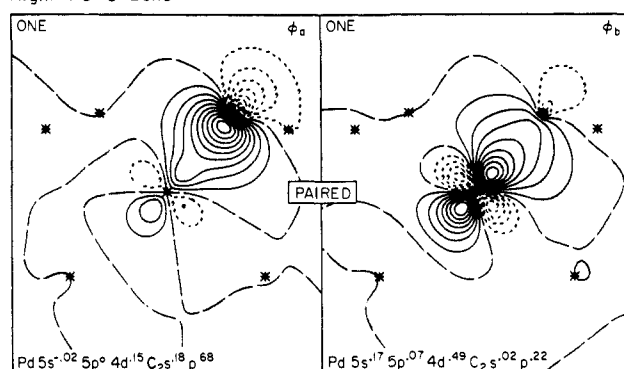 ONE φa ONE φb
PAIRED
Pd 5s-.02 5p0 4d.15 C2s.18 p.68 Pd 5s.17 5p.07 4d.49 C2s.02 p.22